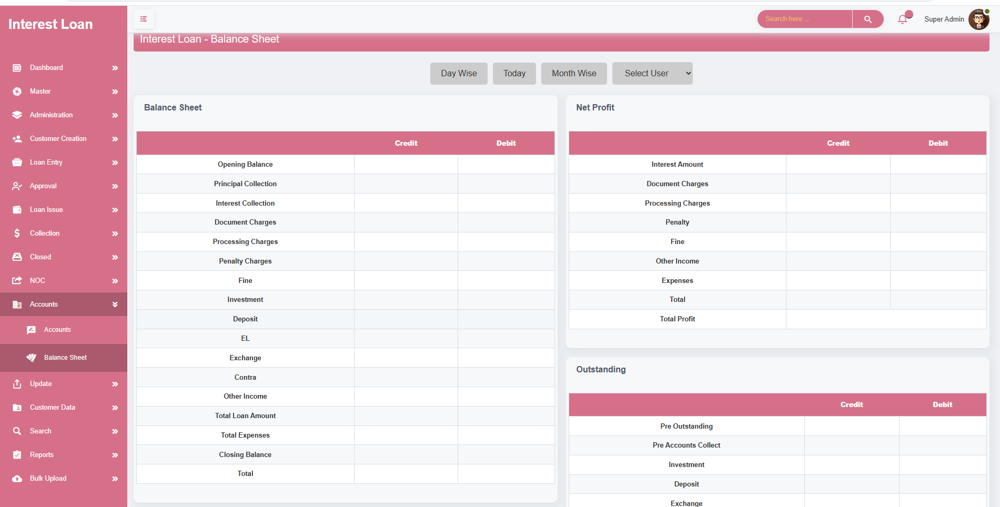 Interest Loan
Search here ...
Super Admin
Interest Loan - Balance Sheet
Dashboard
Master
Administration
Customer Creation
Loan Entry
Approval
Loan Issue
Collection
Closed
NOC
Accounts
Accounts
Balance Sheet
Update
Customer Data
Search
Reports
Bulk Upload
Day Wise
Today
Month Wise
Select User
Balance Sheet
Credit Debit
Opening Balance
Principal Collection
Interest Collection
Document Charges
Processing Charges
Penalty Charges
Fine
Investment
Deposit
EL
Exchange
Contra
Other Income
Total Loan Amount
Total Expenses
Closing Balance
Total
Net Profit
Credit Debit
Interest Amount
Document Charges
Processing Charges
Penalty
Fine
Other Income
Expenses
Total
Total Profit
Outstanding
Credit Debit
Pre Outstanding
Pre Accounts Collect
Investment
Deposit
Exchange